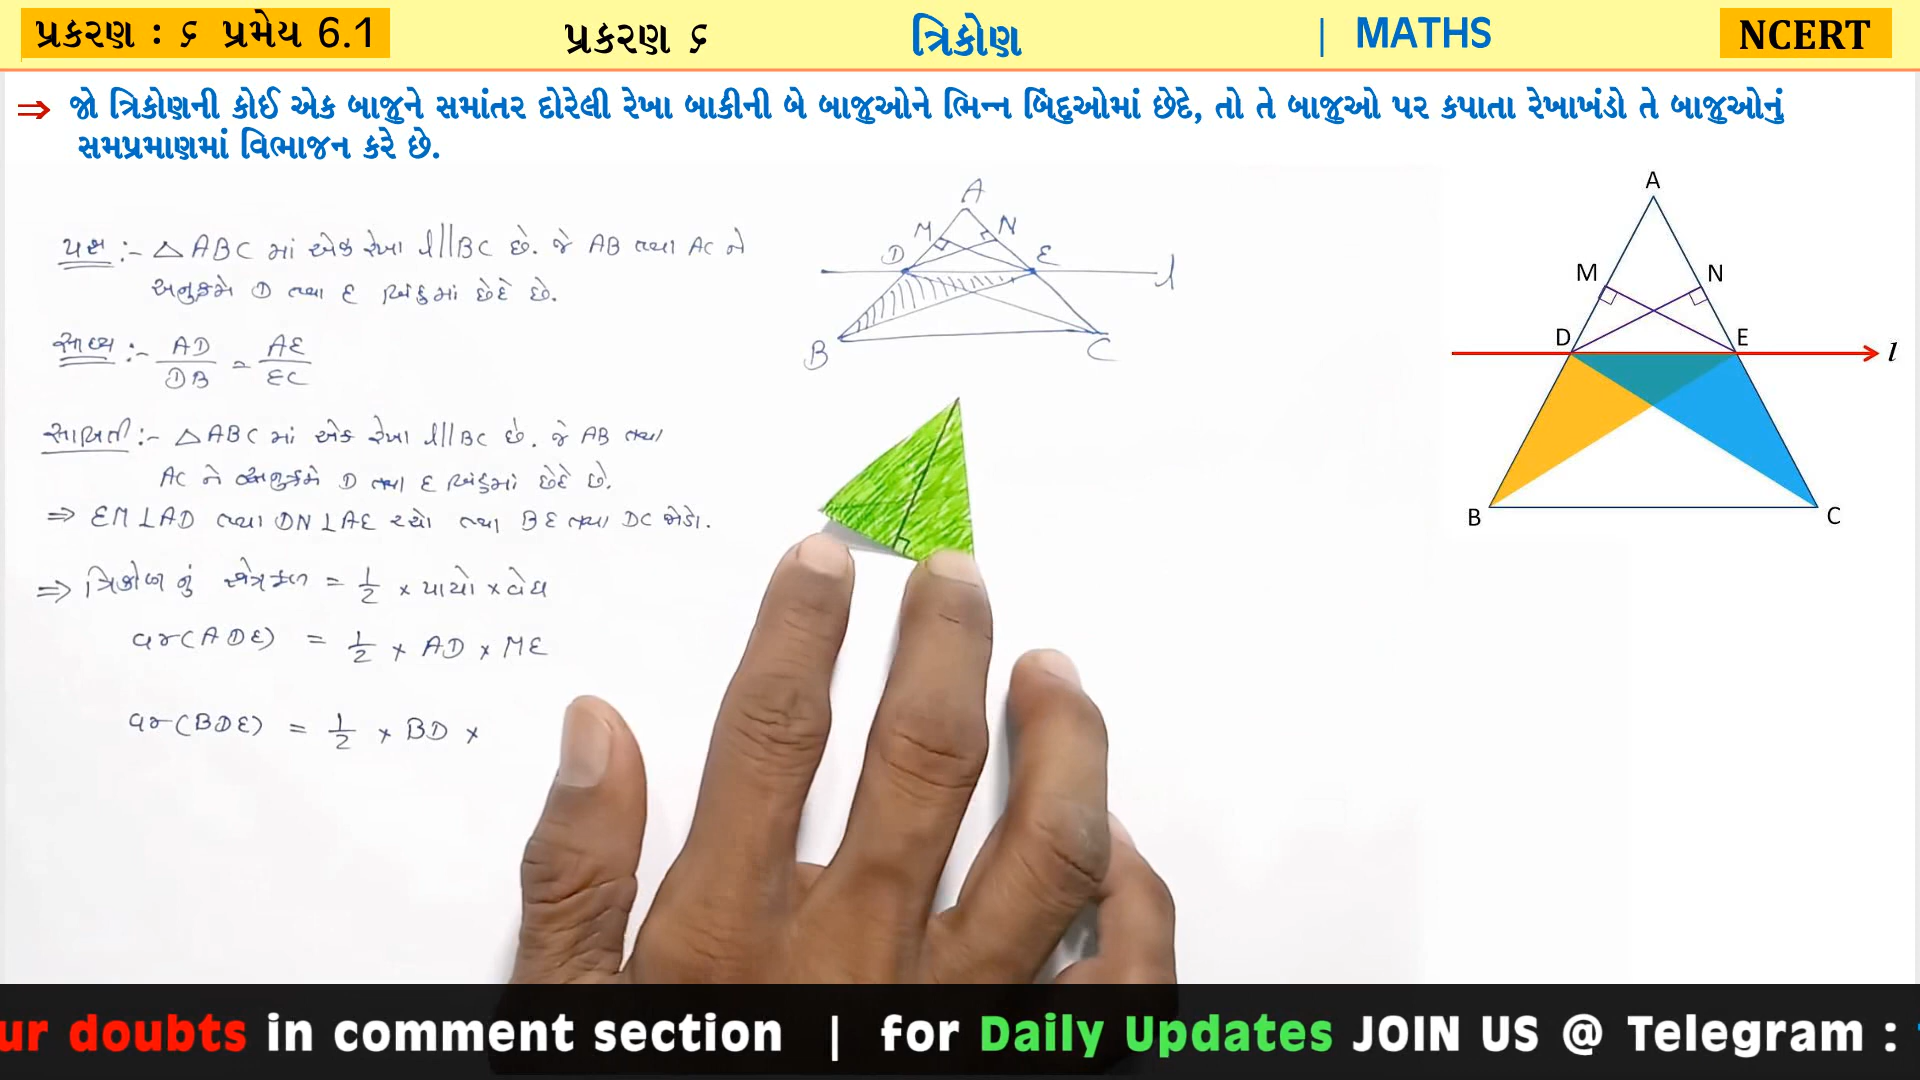 પ્રકરણ : ૬ પ્રમેય 6.1
પ્રકરણ ૬
ત્રિકોણ
| MATHS
NCERT
⇒ જો ત્રિકોણની કોઈ એક બાજુને સમાંતર દોરેલી રેખા બાકીની બે બાજુઓને ભિન્ન બિંદુઓમાં છેદે, તો તે બાજુઓ પર કપાતા રેખાખંડો તે બાજુઓનું
સમપ્રમાણમાં વિભાજન કરે છે.
પક્ષ :- △ABC માં એક રેખા l||BC છે. જે AB તથા AC ને
અનુક્રમે D તથા E બિંદુમાં છેદે છે.
સાધ્ય :- AD/DB = AE/EC
સાબિતી :- △ABC માં એક રેખા l||BC છે. જે AB તથા
AC ને અનુક્રમે D તથા E બિંદુમાં છેદે છે.
⇒ EM⊥AD તથા DN⊥AE રચો તથા BE તથા DC જોડો.
⇒ ત્રિકોણ નું ક્ષેત્રફળ = 1/2 × પાયો × વેધ
ar(ADE) = 1/2 × AD × ME
ar(BDE) = 1/2 × BD ×
A
M
N
D
E
l
B
C
A
M
N
D
E
l
B
C
ur doubts in comment section | for Daily Updates JOIN US @ Telegram :